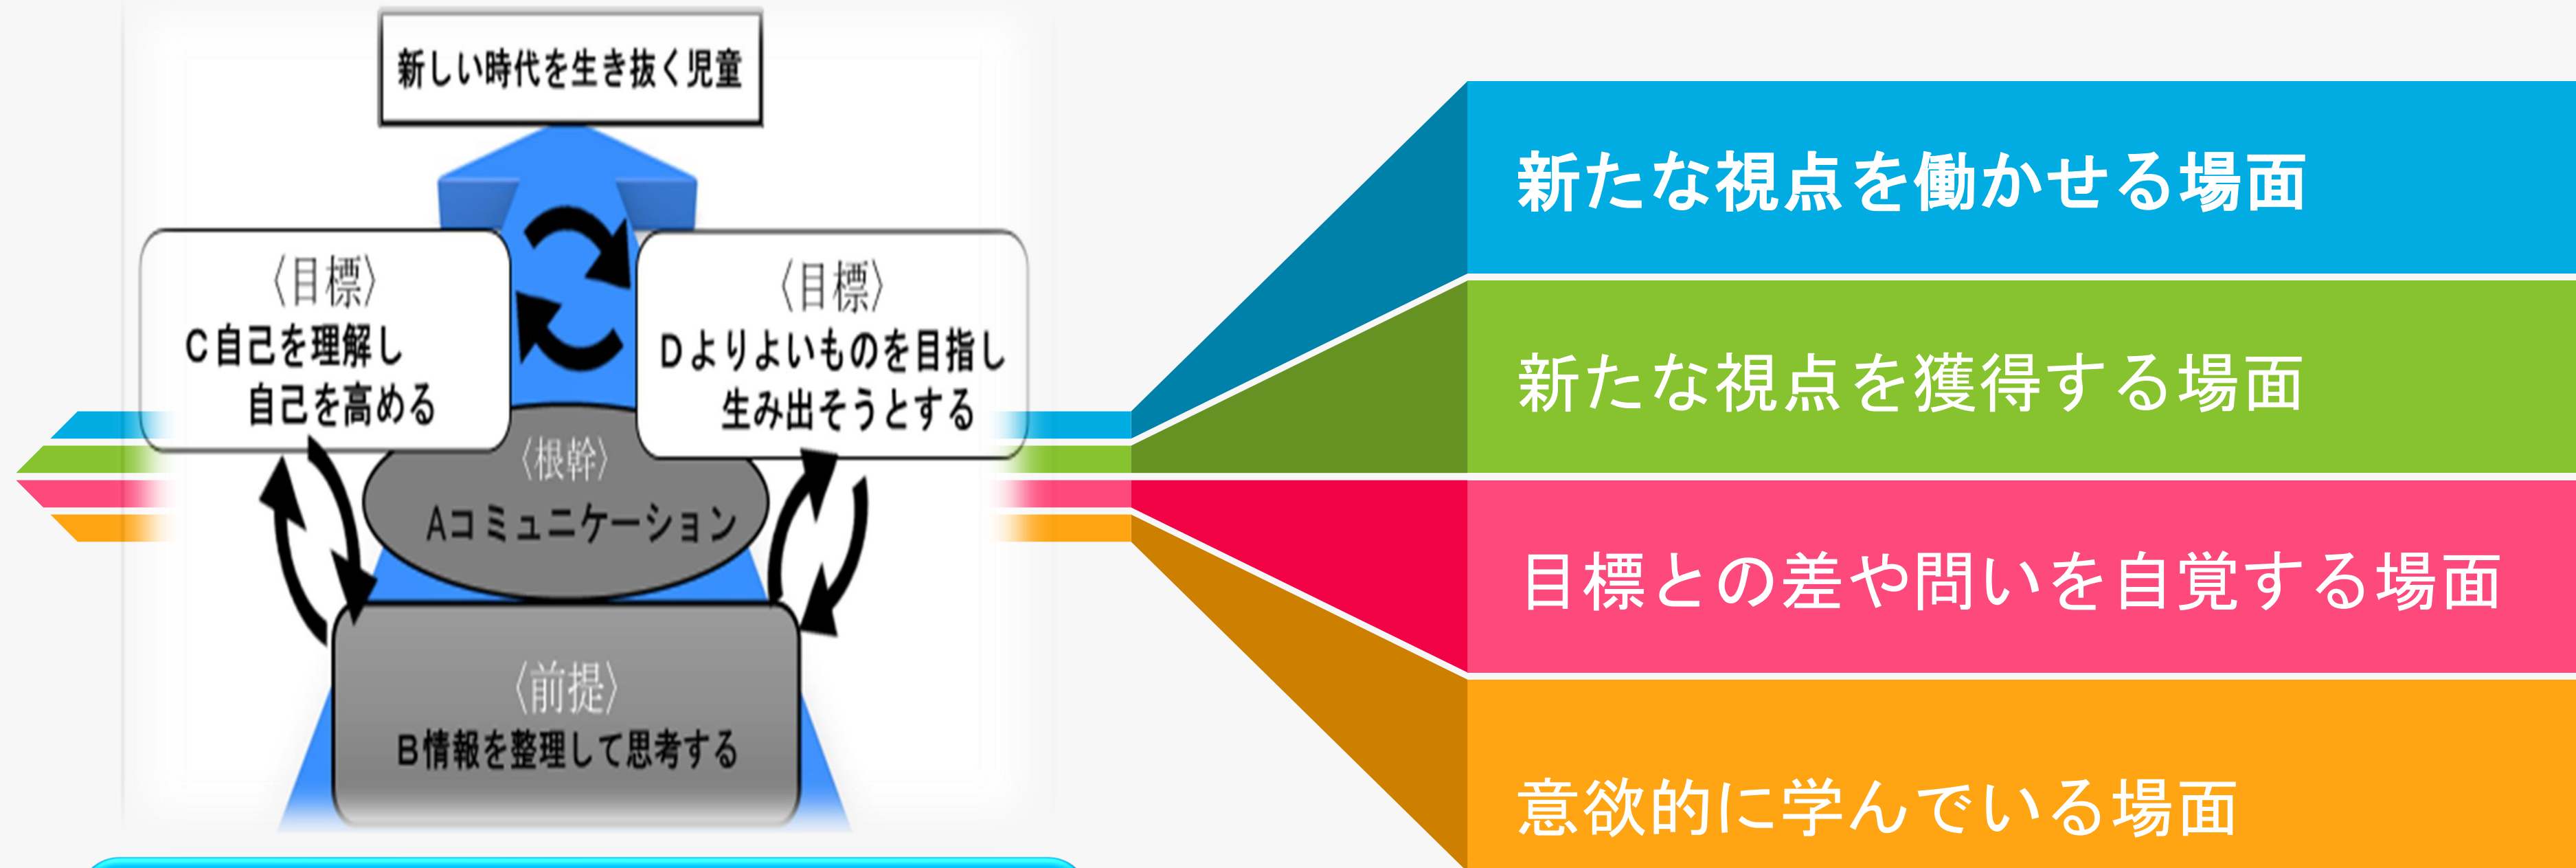 新しい時代を生き抜く児童
〈目標〉
C自己を理解し
自己を高める
〈目標〉
Dよりよいものを目指し
生み出そうとする
〈根幹〉
Aコミュニケーション
〈前提〉
B情報を整理して思考する
新たな視点を働かせる場面
新たな視点を獲得する場面
目標との差や問いを自覚する場面
意欲的に学んでいる場面